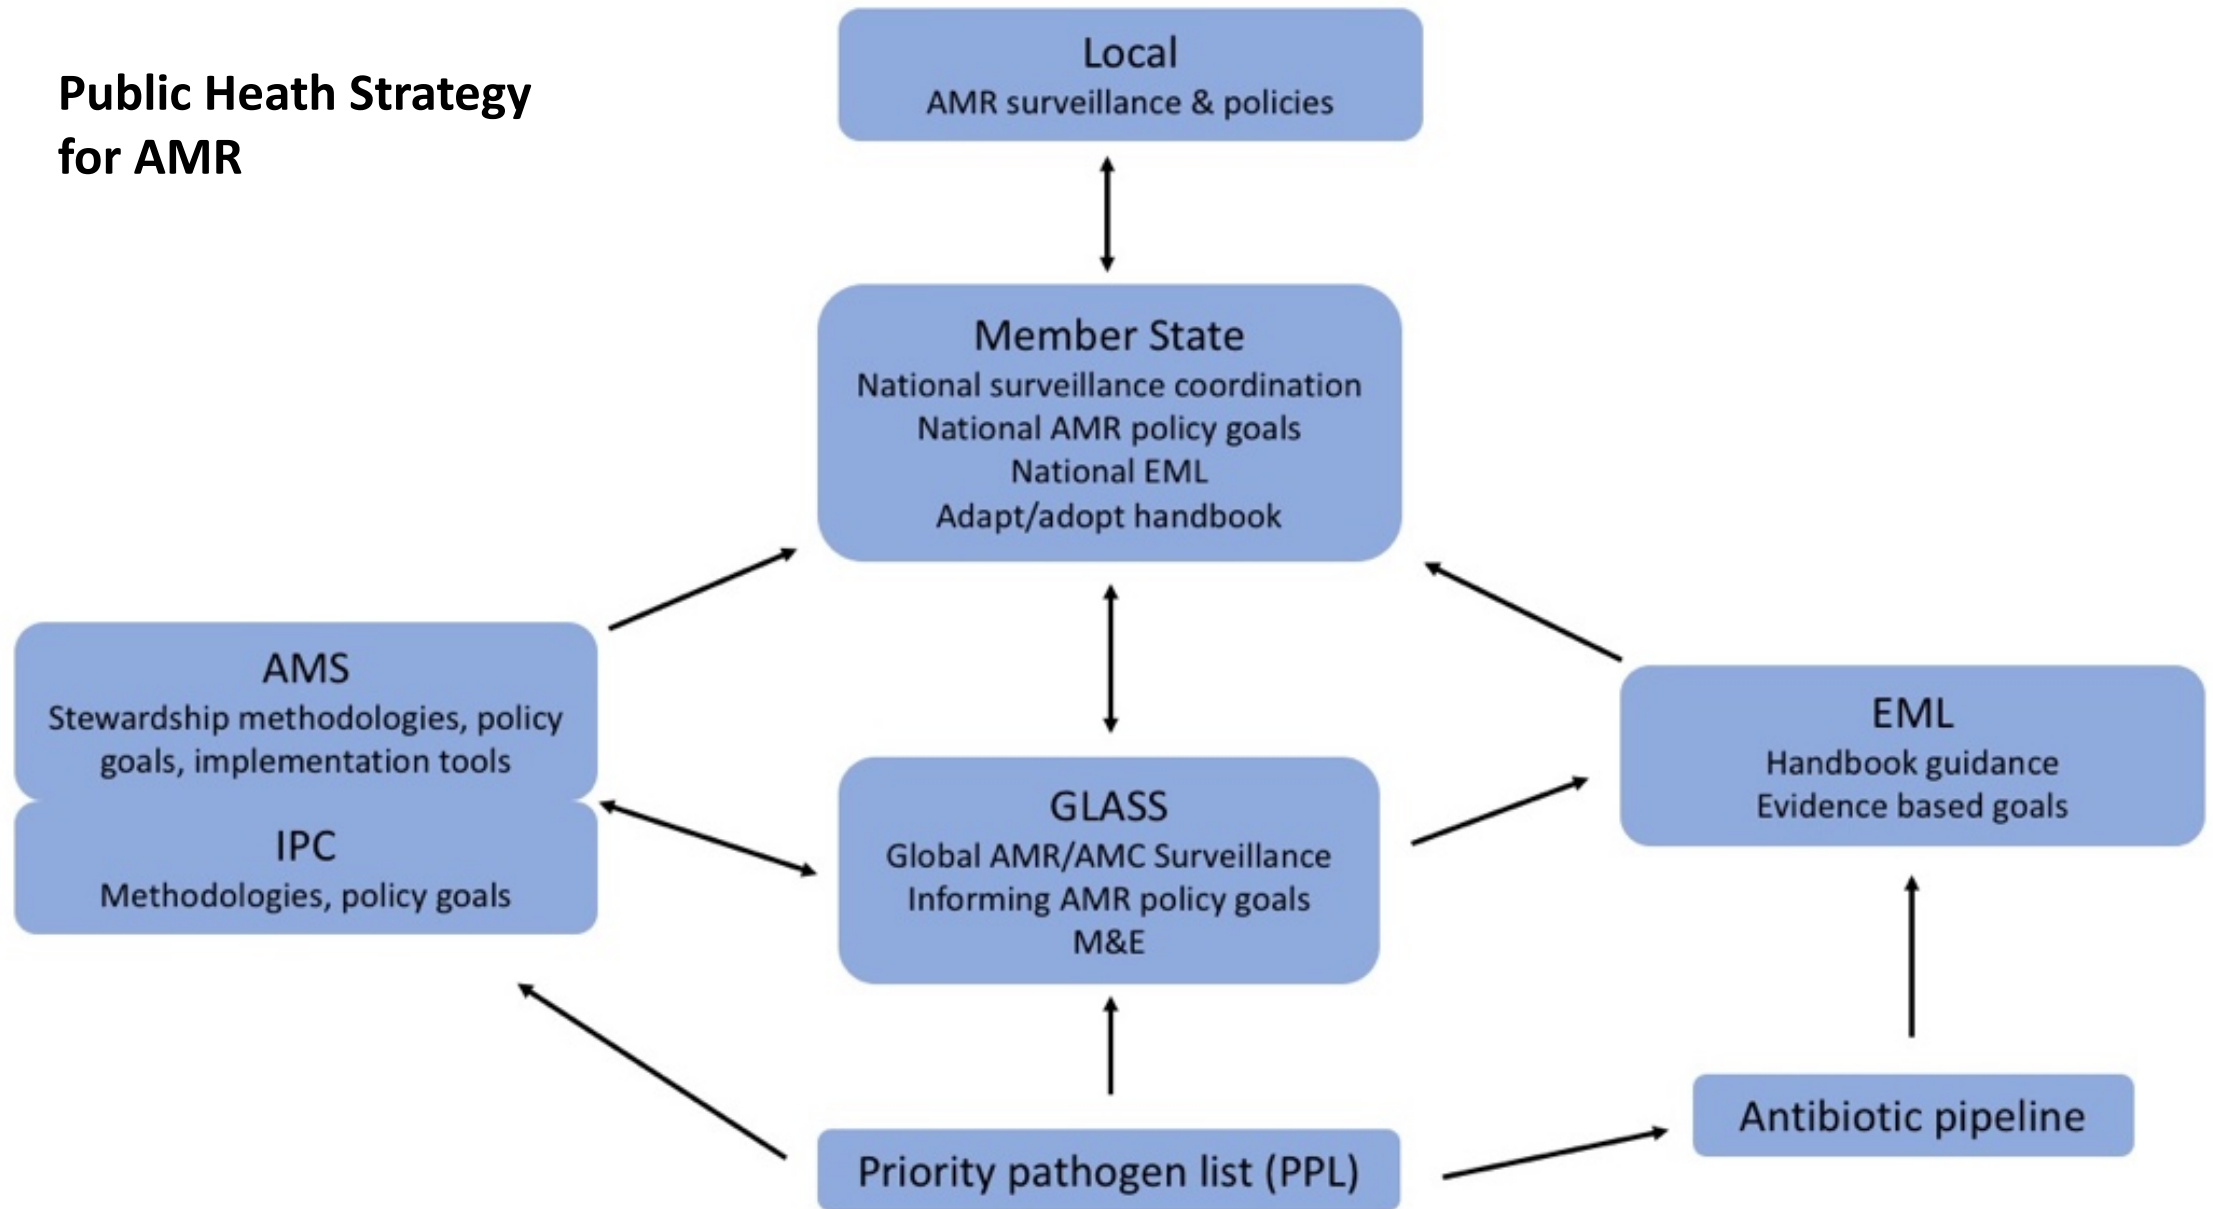 Public Heath Strategy
for AMR
Local
AMR surveillance & policies
Member State
National surveillance coordination
National AMR policy goals
National EML
Adapt/adopt handbook
AMS
Stewardship methodologies, policy
goals, implementation tools
IPC
Methodologies, policy goals
GLASS
Global AMR/AMC Surveillance
Informing AMR policy goals
M&E
EML
Handbook guidance
Evidence based goals
Antibiotic pipeline
Priority pathogen list (PPL)